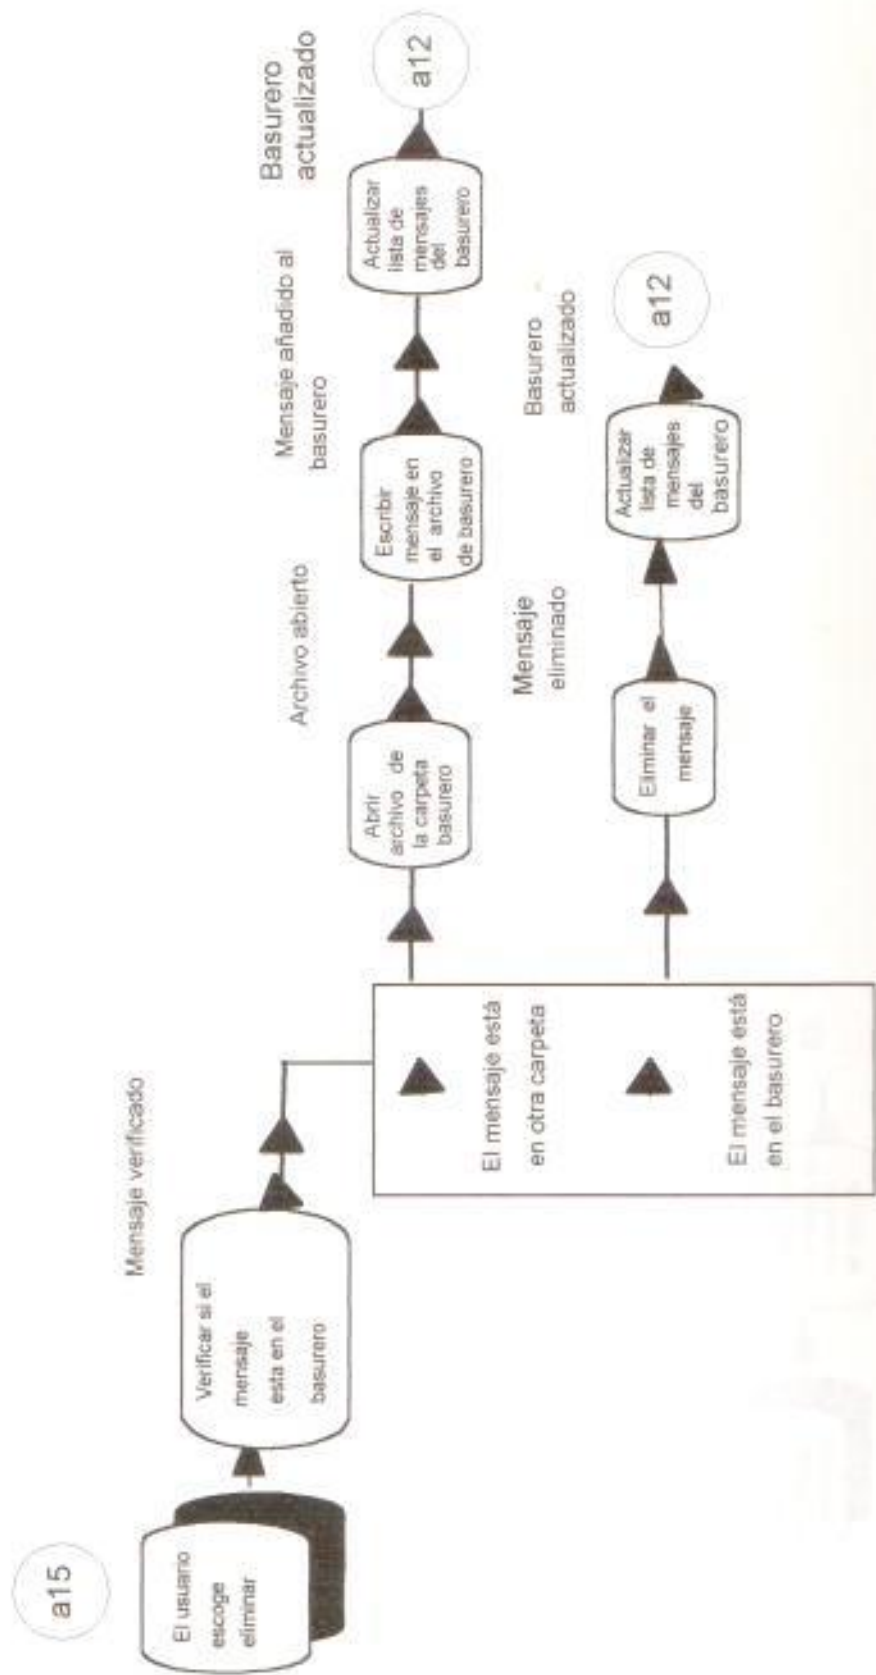 a15
El usuario
escoge
eliminar
Verificar si el
mensaje
esta en el
basurero
Mensaje verificado
El mensaje está
en otra carpeta
El mensaje está
en el basurero
Abrir
archivo de
la carpeta
basurero
Archivo abierto
Escribir
mensaje en
el archivo
de basurero
Mensaje añadido al
basurero
Actualizar
lista de
mensajes
del
basurero
Basurero
actualizado
a12
Eliminar el
mensaje
Mensaje
eliminado
Actualizar
lista de
mensajes
del
basurero
Basurero
actualizado
a12